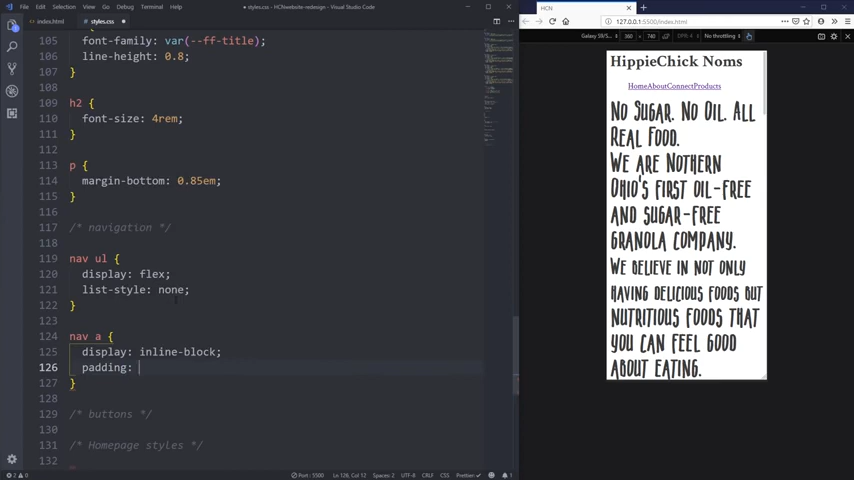 File Edit Selection View Go Debug Terminal Help
● styles.css - HCNwebsite-redesign - Visual Studio Code
index.html
styles.css ●
105 font-family: var(--ff-title);
106 line-height: 0.8;
107 }
108
109 h2 {
110 font-size: 4rem;
111 }
112
113 p {
114 margin-bottom: 0.85em;
115 }
116
117 /* navigation */
118
119 nav ul {
120 display: flex;
121 list-style: none;
122 }
123
124 nav a {
125 display: inline-block;
126 padding:
127 }
128
129 /* buttons */
130
131 /* Homepage styles */
132
2 0
Port : 5500
Ln 126, Col 12
Spaces: 2
UTF-8
CRLF
CSS
Prettier
1
HCN
127.0.0.1:5500/index.html
Galaxy S9/S...
360 × 740
DPR: 4
No throttling
HippieChick Noms
HomeAboutConnectProducts
No Sugar. No Oil. All
Real Food.
We are Nothern
Ohio's first oil-free
and sugar-free
granola company.
We believe in not only
having delicious foods but
nutritious foods that
you can feel good
about eating.